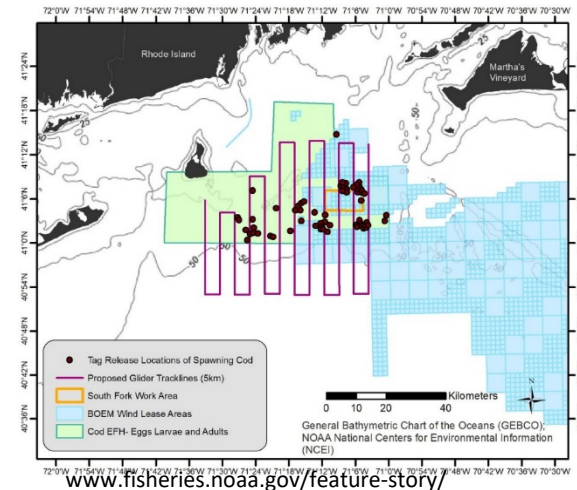 72°0'W 71°54'W 71°48'W 71°42'W 71°36'W 71°30'W 71°24'W 71°18'W 71°12'W 71°6'W 71°0'W 70°54'W 70°48'W 70°42'W 70°36'W 70°30'W
Rhode Island
Martha's
Vineyard
25
25
25
50
50
50
50
41°24'N
41°18'N
41°12'N
41°6'N
41°0'N
40°54'N
40°48'N
40°42'N
40°36'N
Tag Release Locations of Spawning Cod
Proposed Glider Tracklines (5km)
South Fork Work Area
BOEM Wind Lease Areas
Cod EFH- Eggs Larvae and Adults
0 10 20 40 Kilometers
N
General Bathymetric Chart of the Oceans (GEBCO);
NOAA National Centers for Environmental Information
(NCEI)
72°0'W 71°54'W 71°48'W 71°42'W 71°36'W 71°30'W 71°24'W 71°18'W 71°12'W 71°6'W 71°0'W 70°54'W 70°48'W 70°42'W 70°36'W 70°30'W
www.fisheries.noaa.gov/feature-story/